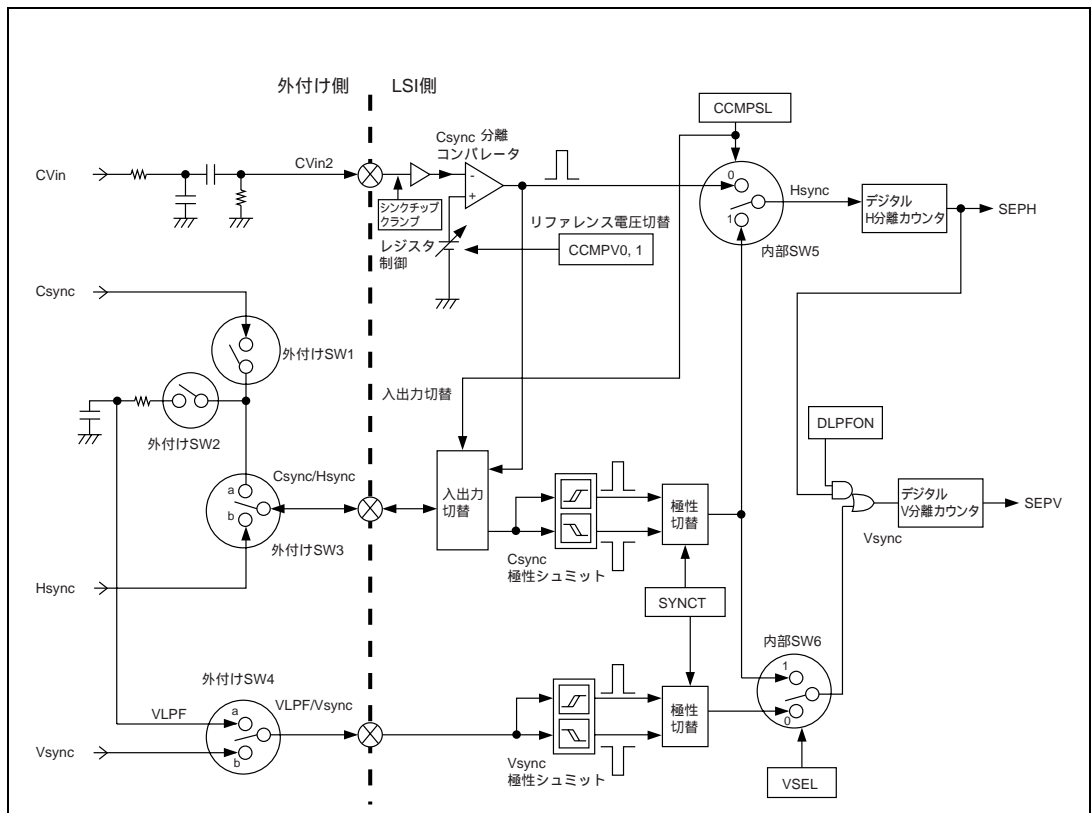 外付け側
LSI側
CCMPSL
Csync 分離
コンパレータ
CVin
CVin2
-
+
シンクチップ
クランプ
レジスタ
制御
リファレンス電圧切替
CCMPV0, 1
0
1
Hsync
内部SW5
デジタル
H分離カウンタ
SEPH
Csync
外付けSW1
外付けSW2
入出力切替
DLPFON
Csync/Hsync
a
b
外付けSW3
入出力
切替
Csync
極性シュミット
極性
切替
デジタル
V分離カウンタ
SEPV
Vsync
Hsync
SYNCT
内部SW6
1
0
外付けSW4
VLPF
a
b
VLPF/Vsync
Vsync
Vsync
極性シュミット
極性
切替
VSEL